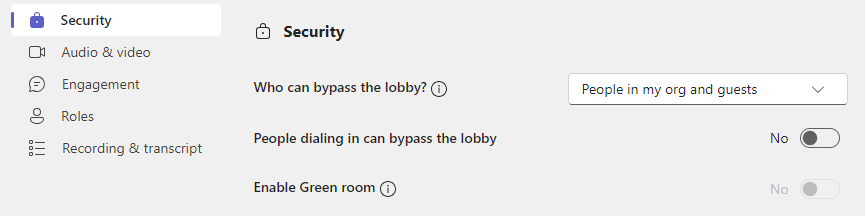 Security
Audio & video
Engagement
Roles
Recording & transcript
Security
Who can bypass the lobby?
People in my org and guests
People dialing in can bypass the lobby
No
Enable Green room
No